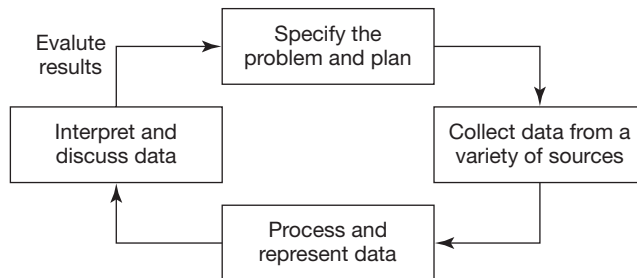 Evalute
results
Specify the
problem and plan
Collect data from a
variety of sources
Process and
represent data
Interpret and
discuss data